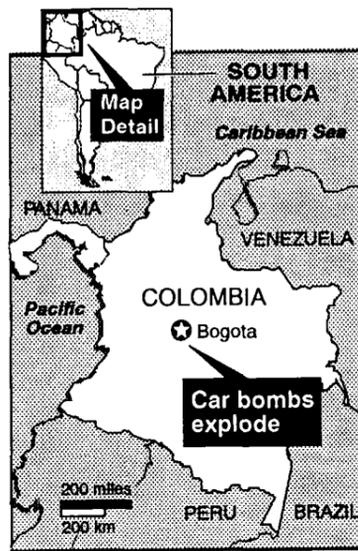 SOUTH
AMERICA
Map
Detail
Caribbean Sea
PANAMA
VENEZUELA
Pacific
Ocean
COLOMBIA
Bogota
Car bombs
explode
200 miles
200 km
PERU
BRAZIL